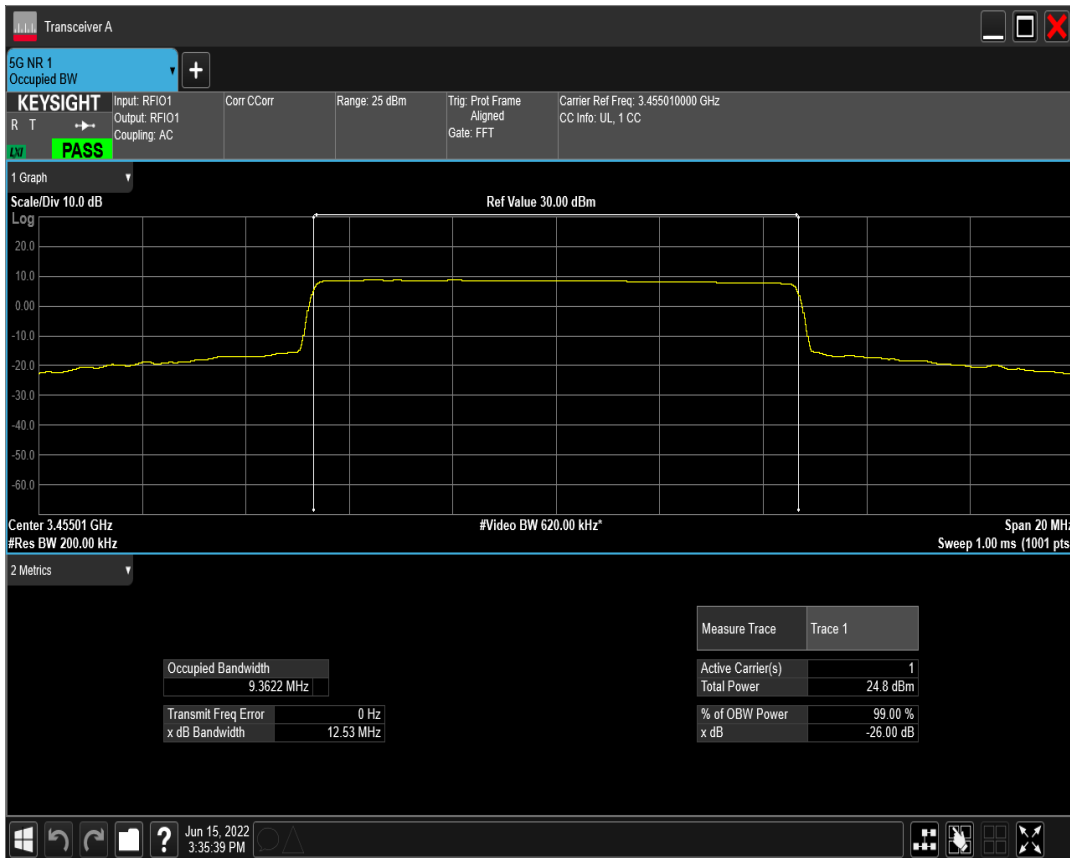 Transceiver A
5G NR 1
Occupied BW
+
KEYSIGHT
R T
LXI
PASS
Input: RFIO1
Output: RFIO1
Coupling: AC
Corr CCorr
Range: 25 dBm
Trig: Prot Frame
Aligned
Gate: FFT
Carrier Ref Freq: 3.455010000 GHz
CC Info: UL, 1 CC
1 Graph
Scale/Div 10.0 dB
Ref Value 30.00 dBm
Log
20.0
10.0
0.00
-10.0
-20.0
-30.0
-40.0
-50.0
-60.0
Center 3.45501 GHz
#Video BW 620.00 kHz*
Span 20 MHz
#Res BW 200.00 kHz
Sweep 1.00 ms (1001 pts
2 Metrics
Measure Trace Trace 1
Occupied Bandwidth
9.3622 MHz
Active Carrier(s) 1
Total Power 24.8 dBm
Transmit Freq Error 0 Hz
x dB Bandwidth 12.53 MHz
% of OBW Power 99.00 %
x dB -26.00 dB
?
Jun 15, 2022
3:35:39 PM